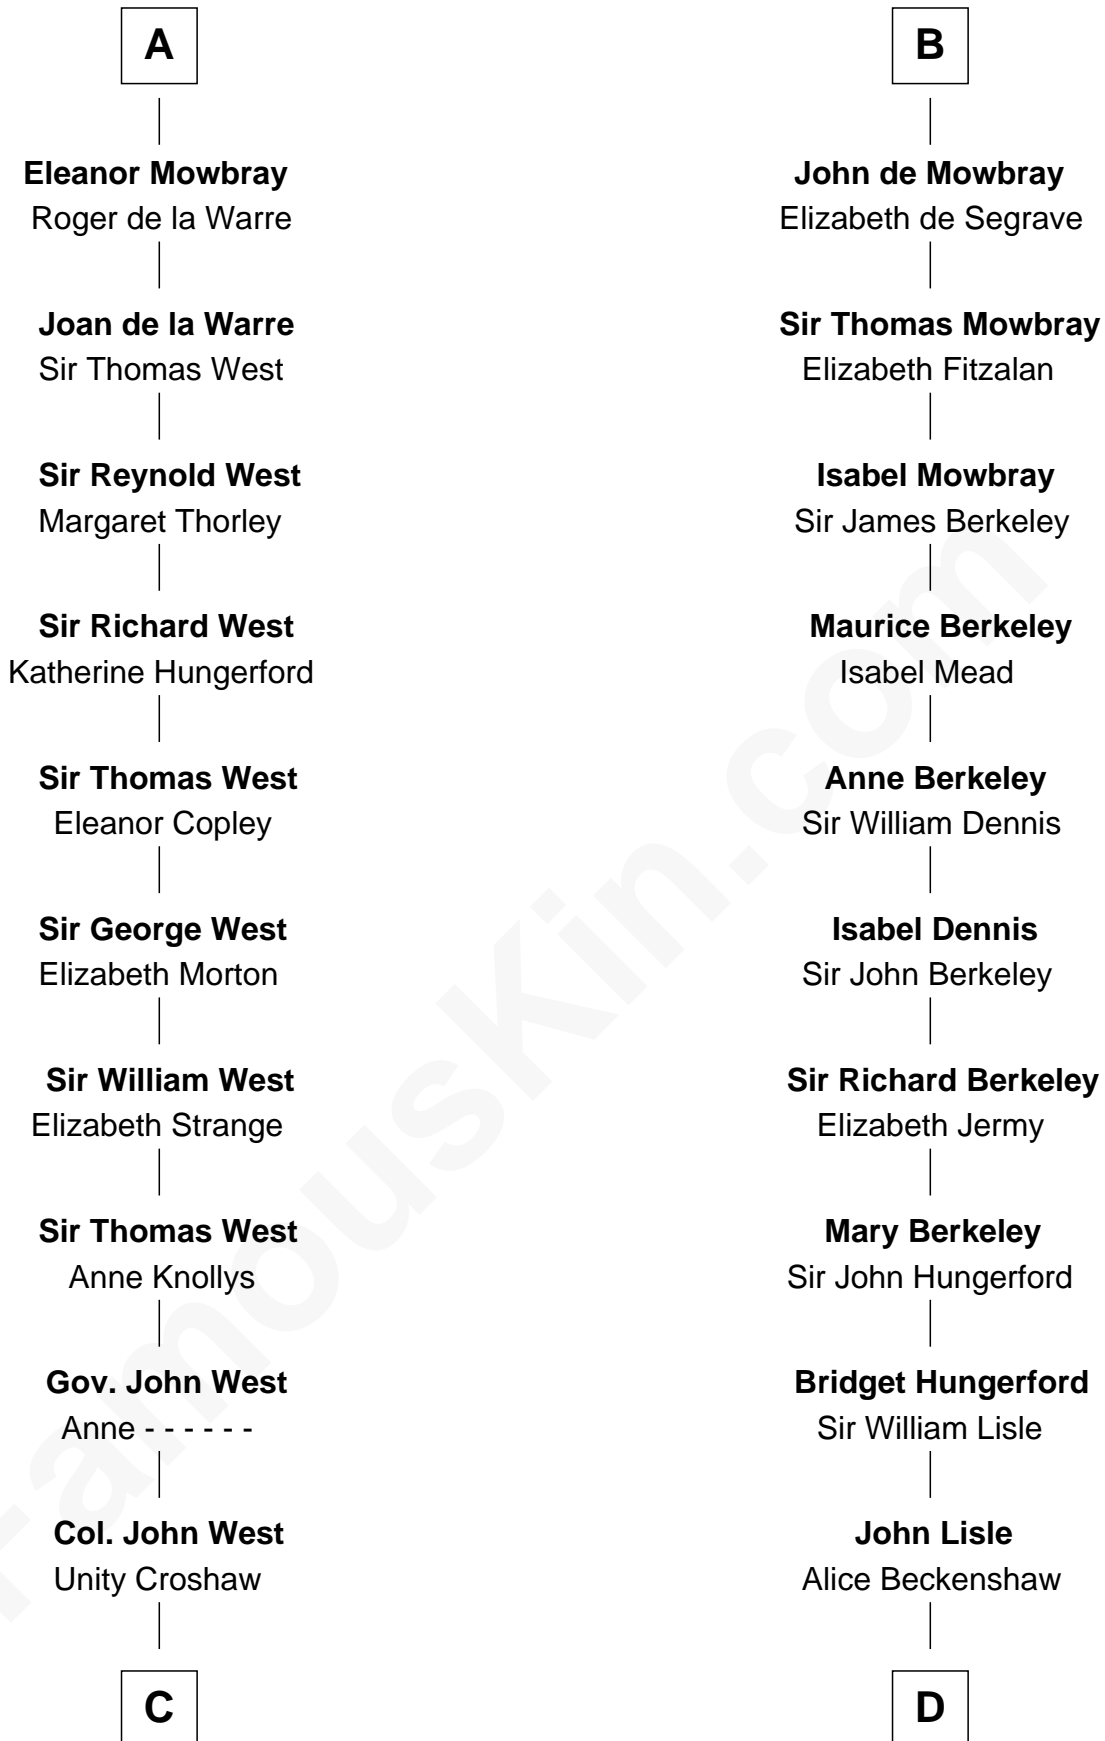 A
Eleanor Mowbray
Roger de la Warre
Joan de la Warre
Sir Thomas West
Sir Reynold West
Margaret Thorley
Sir Richard West
Katherine Hungerford
Sir Thomas West
Eleanor Copley
Sir George West
Elizabeth Morton
Sir William West
Elizabeth Strange
Sir Thomas West
Anne Knollys
Gov. John West
Anne - - - - - -
Col. John West
Unity Croshaw
C
B
John de Mowbray
Elizabeth de Segrave
Sir Thomas Mowbray
Elizabeth Fitzalan
Isabel Mowbray
Sir James Berkeley
Maurice Berkeley
Isabel Mead
Anne Berkeley
Sir William Dennis
Isabel Dennis
Sir John Berkeley
Sir Richard Berkeley
Elizabeth Jermy
Mary Berkeley
Sir John Hungerford
Bridget Hungerford
Sir William Lisle
John Lisle
Alice Beckenshaw
D
FamousKin.com